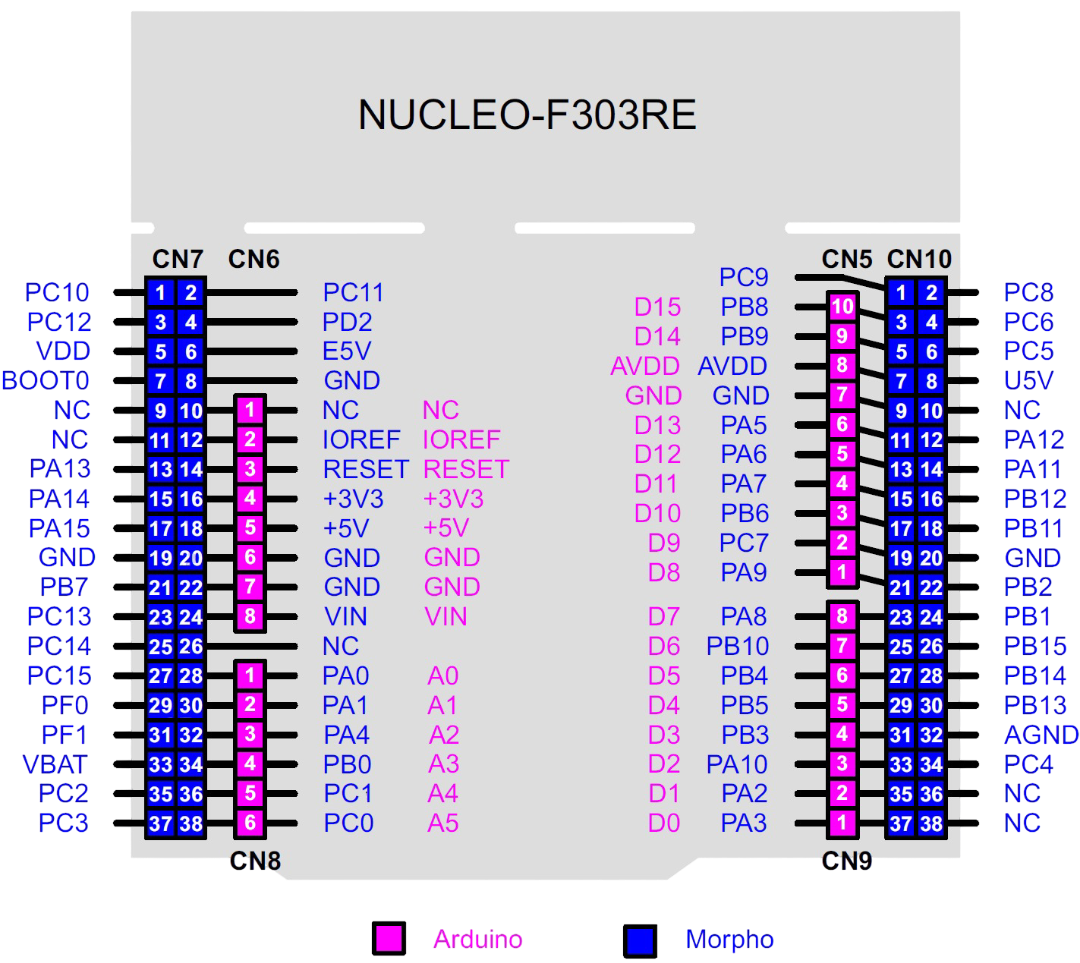 NUCLEO-F303RE
CN7 CN6 CN5 CN10
PC9
PC10 1 2 PC11 1 2 PC8
D15 PB8 10
PC12 3 4 PD2 3 4 PC6
D14 PB9 9
VDD 5 6 E5V 5 6 PC5
AVDD AVDD 8
BOOT0 7 8 GND 7 8 U5V
GND GND 7
NC 9 10 1 NC NC 9 10 NC
D13 PA5 6
NC 11 12 2 IOREF IOREF 11 12 PA12
D12 PA6 5
PA13 13 14 3 RESET RESET 13 14 PA11
D11 PA7 4
PA14 15 16 4 +3V3 +3V3 15 16 PB12
D10 PB6 3
PA15 17 18 5 +5V +5V 17 18 PB11
D9 PC7 2
GND 19 20 6 GND GND 19 20 GND
D8 PA9 1
PB7 21 22 7 GND GND 21 22 PB2
PC13 23 24 8 VIN VIN D7 PA8 8 23 24 PB1
PC14 25 26 NC D6 PB10 7 25 26 PB15
PC15 27 28 1 PA0 A0 D5 PB4 6 27 28 PB14
PF0 29 30 2 PA1 A1 D4 PB5 5 29 30 PB13
PF1 31 32 3 PA4 A2 D3 PB3 4 31 32 AGND
VBAT 33 34 4 PB0 A3 D2 PA10 3 33 34 PC4
PC2 35 36 5 PC1 A4 D1 PA2 2 35 36 NC
PC3 37 38 6 PC0 A5 D0 PA3 1 37 38 NC
CN8 CN9
Arduino Morpho